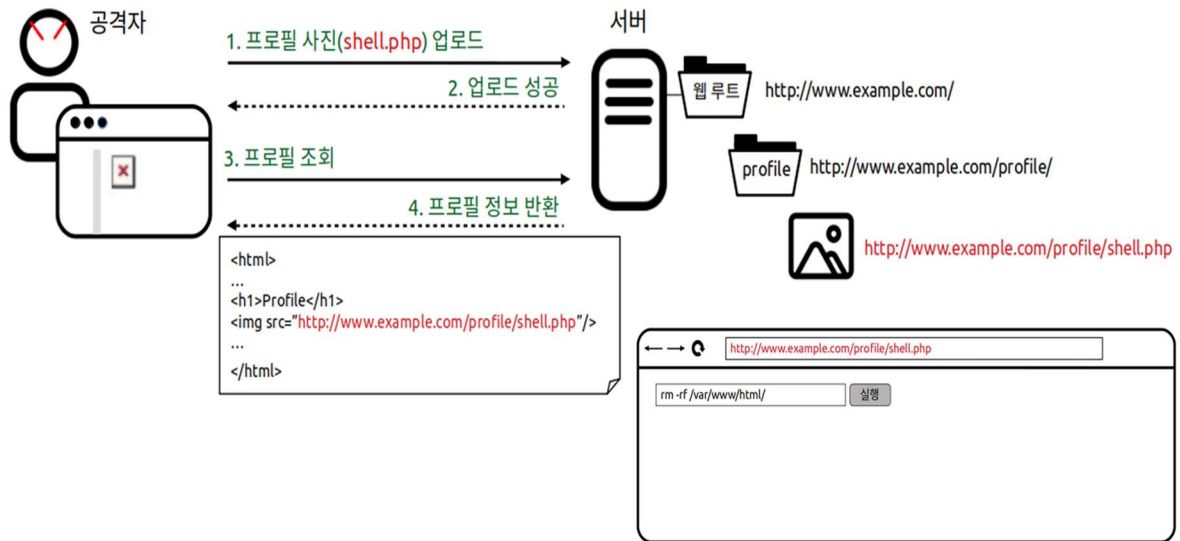 공격자
서버
1. 프로필 사진(shell.php) 업로드
2. 업로드 성공
웹 루트
http://www.example.com/
3. 프로필 조회
profile
http://www.example.com/profile/
4. 프로필 정보 반환
http://www.example.com/profile/shell.php
<html>
...
<h1>Profile</h1>
<img src="http://www.example.com/profile/shell.php"/>
...
</html>
http://www.example.com/profile/shell.php
rm -rf /var/www/html/
실행